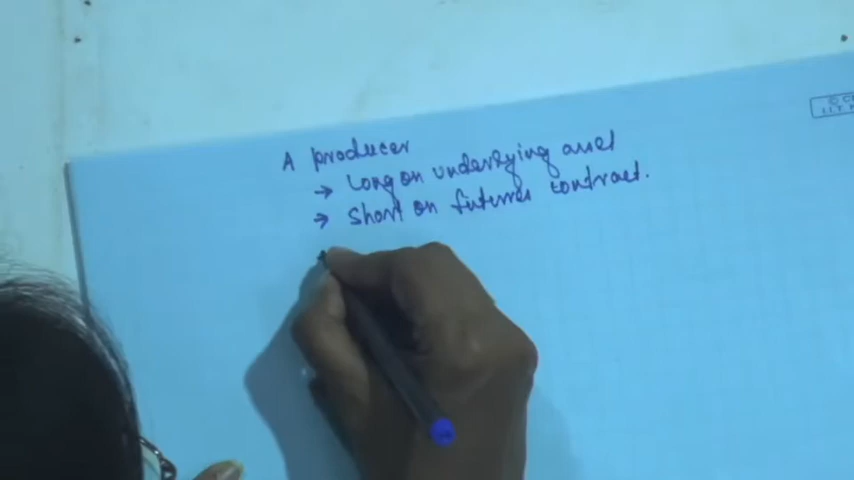 A producer
→ Long on underlying asset
→ Short on futures contract.